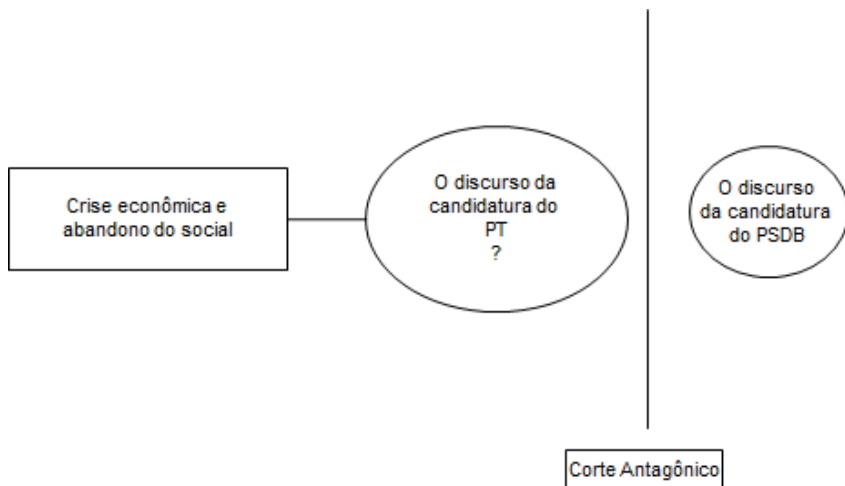 Crise econômica e
abandono do social
O discurso da
candidatura do
PT
?
O discurso
da candidatura
do PSDB
Corte Antagônico